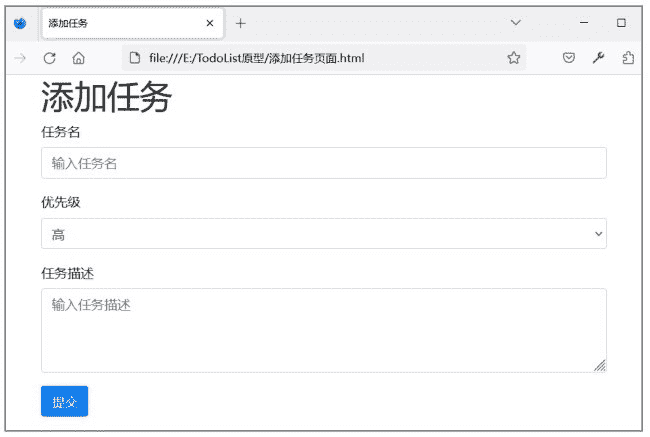 添加任务
file:///E:/TodoList原型/添加任务页面.html
添加任务
任务名
输入任务名
优先级
高
任务描述
输入任务描述
提交